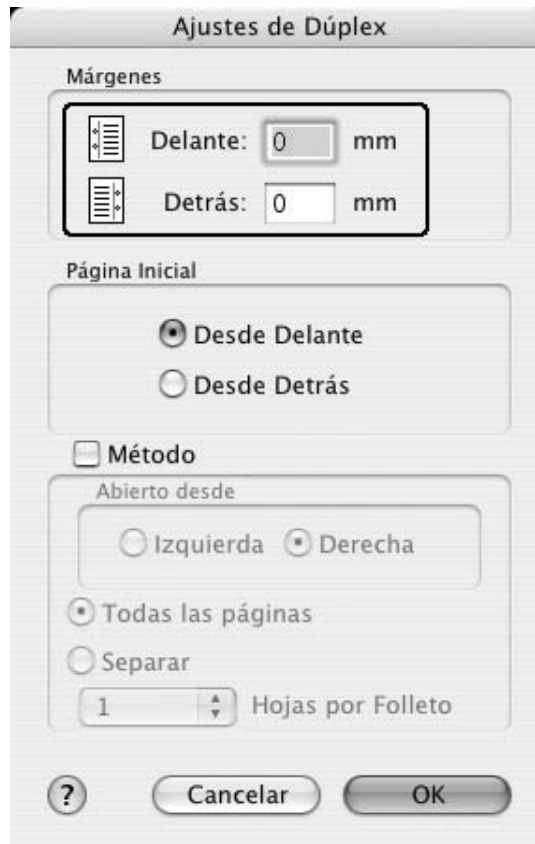 Ajustes de Dúplex
Márgenes
Delante: 0 mm
Detrás: 0 mm
Página Inicial
Desde Delante
Desde Detrás
Método
Abierto desde
Izquierda Derecha
Todas las páginas
Separar
1 Hojas por Folleto
? Cancelar OK